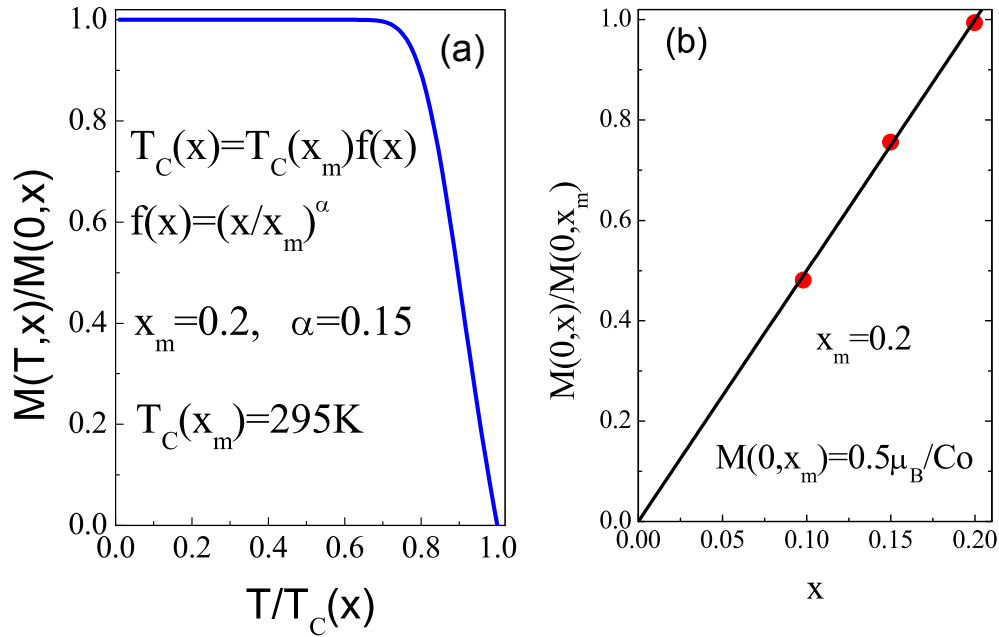 (a)
T_C(x)=T_C(x_m)f(x)
f(x)=(x/x_m)^α
x_m=0.2, α=0.15
T_C(x_m)=295K
M(T,x)/M(0,x)
1.0
0.8
0.6
0.4
0.2
0.0
0.0 0.2 0.4 0.6 0.8 1.0
T/T_C(x)
(b)
x_m=0.2
M(0,x_m)=0.5μ_B/Co
M(0,x)/M(0,x_m)
1.0
0.8
0.6
0.4
0.2
0.0
0.00 0.05 0.10 0.15 0.20
x